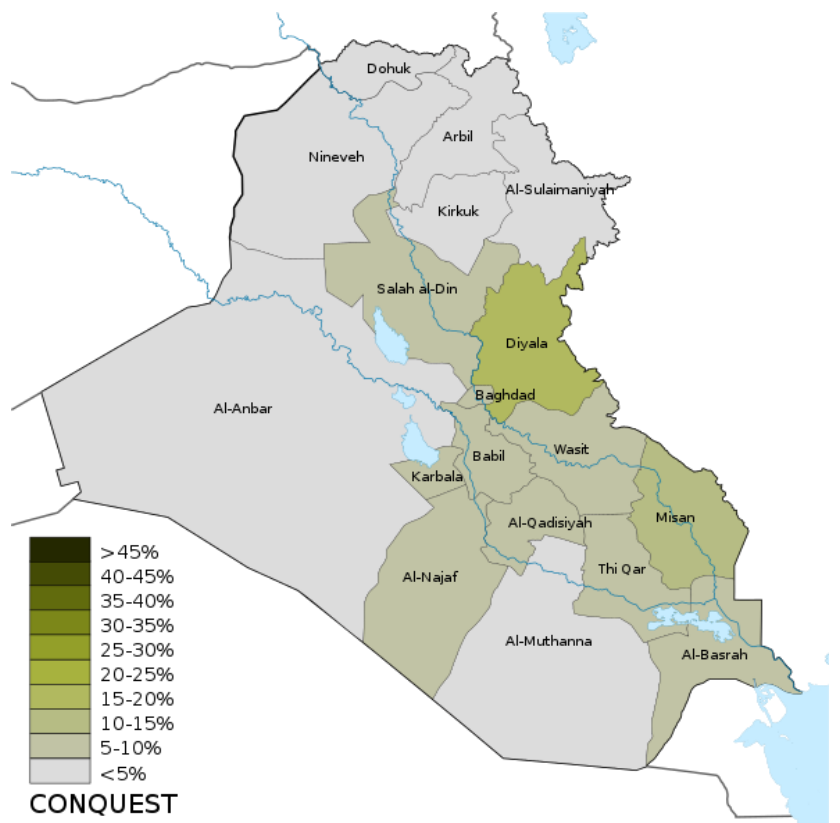 Dohuk
Arbil
Nineveh
Al-Sulaimaniyah
Kirkuk
Salah al-Din
Diyala
Baghdad
Al-Anbar
Wasit
Babil
Karbala
Misan
Al-Qadisiyah
Thi Qar
Al-Najaf
Al-Muthanna
Al-Basrah
>45%
40-45%
35-40%
30-35%
25-30%
20-25%
15-20%
10-15%
5-10%
<5%
CONQUEST